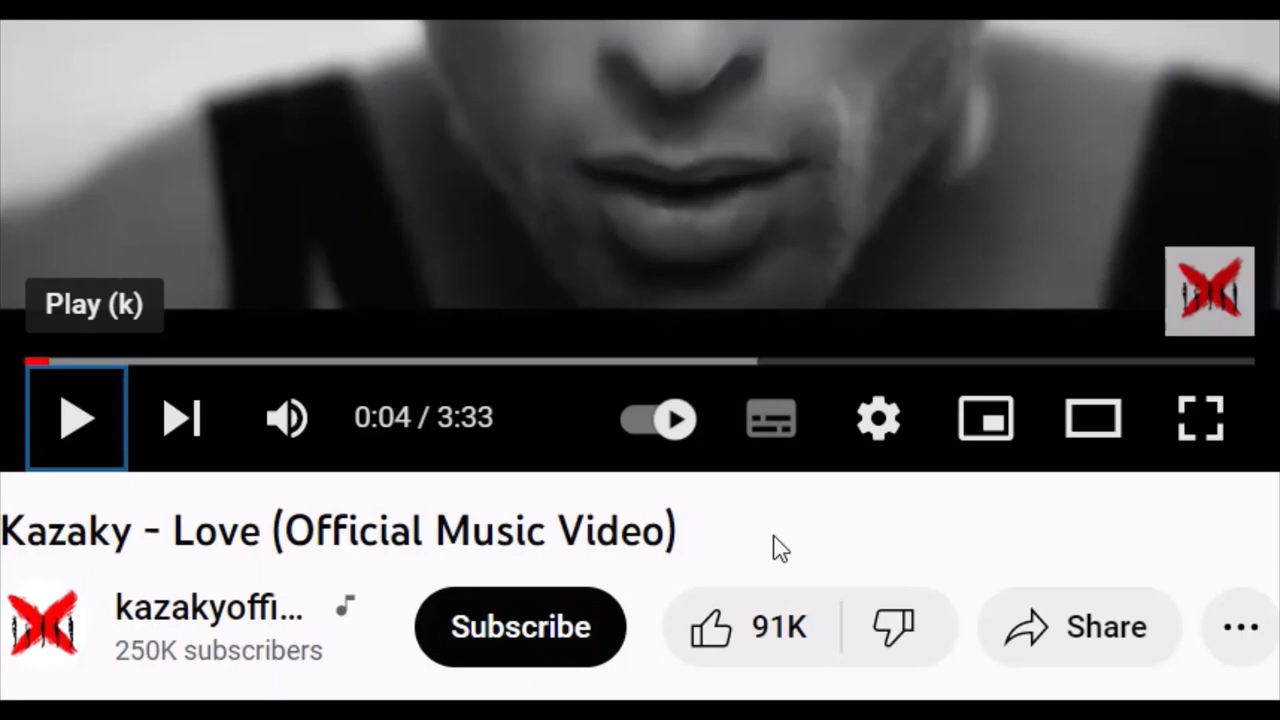 Play (k)
0:04 / 3:33
Kazaky - Love (Official Music Video)
kazakyoffi...
250K subscribers
Subscribe
91K
Share